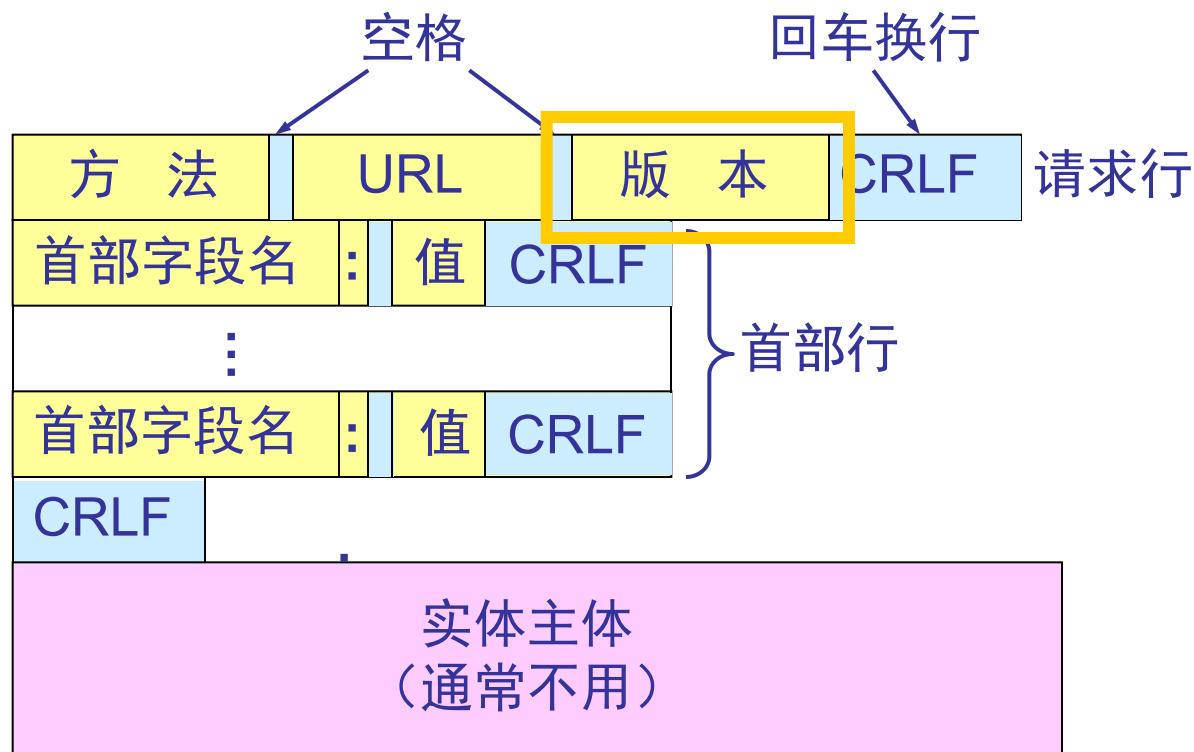 空格 回车换行
方 法 URL 版 本 CRLF 请求行
首部字段名 : 值 CRLF
⋮ 首部行
首部字段名 : 值 CRLF
CRLF
实体主体
（通常不用）